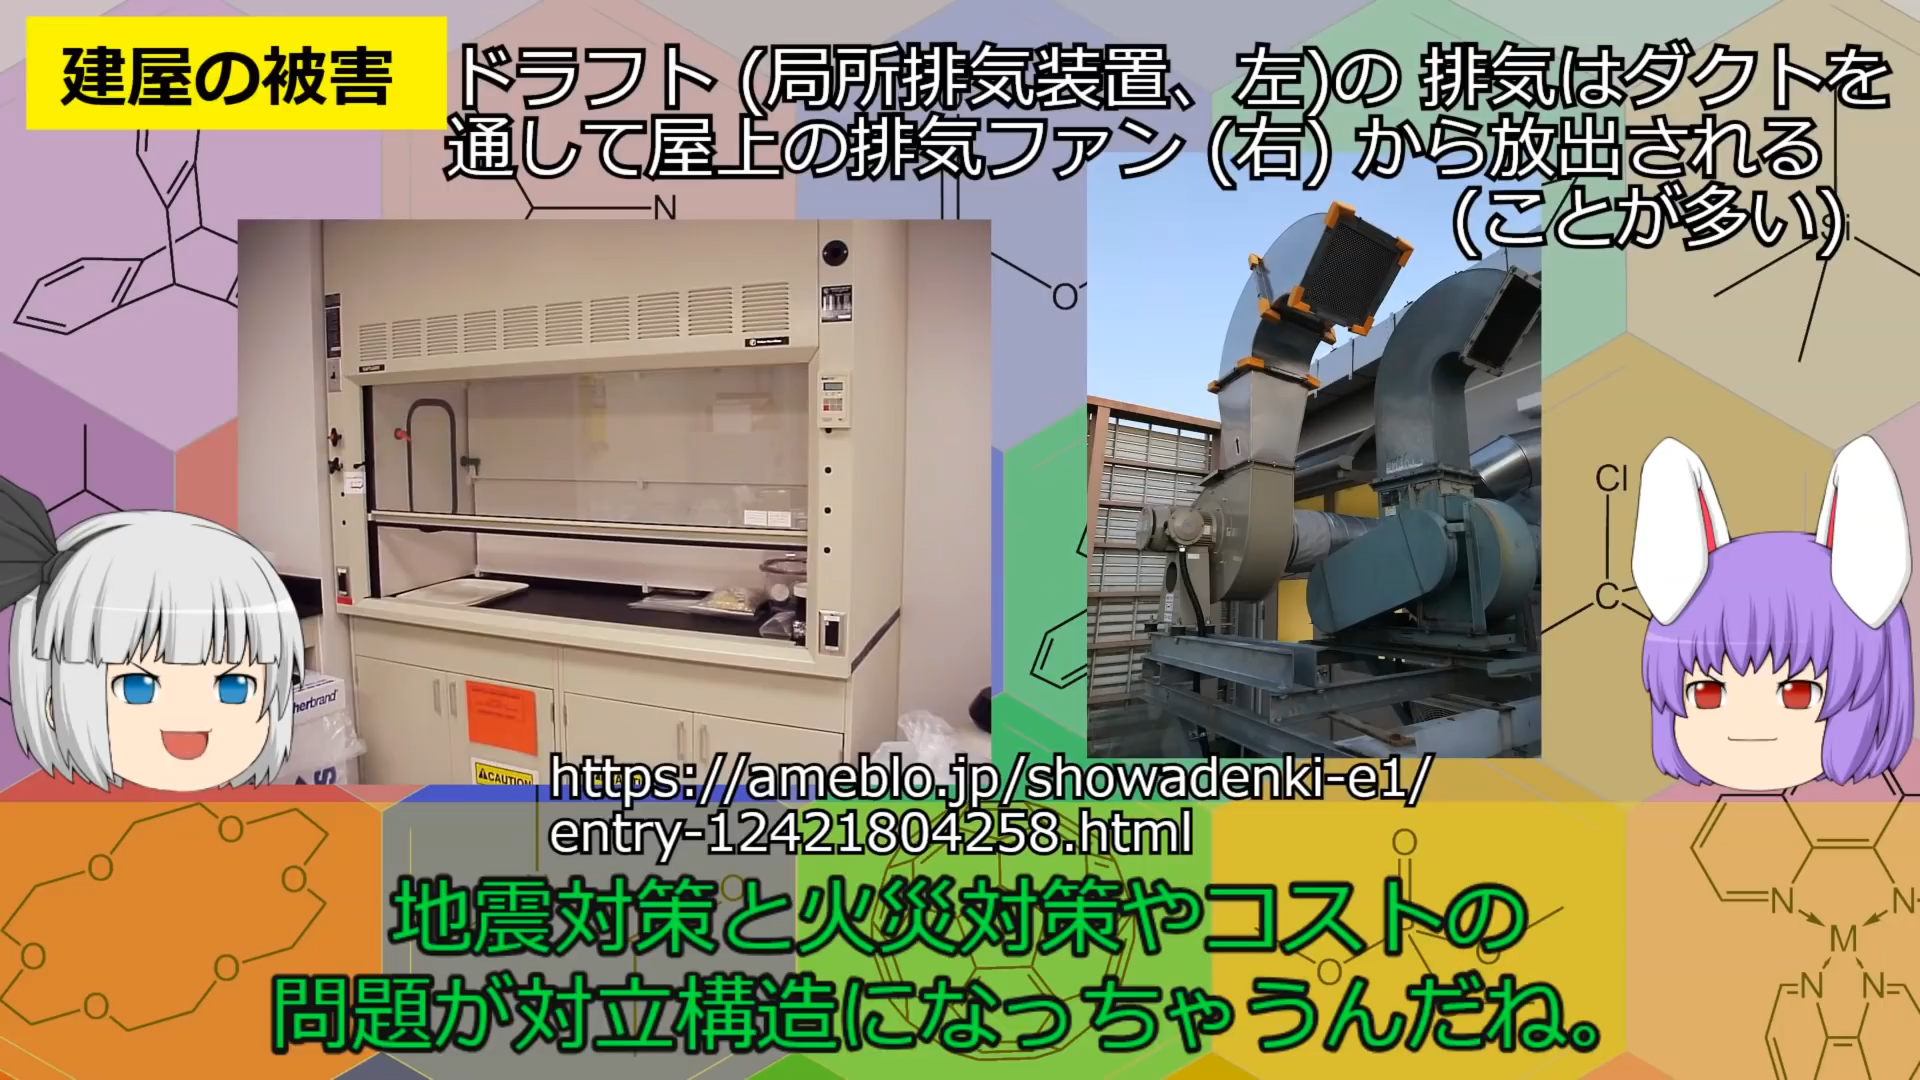 建屋の被害
ドラフト (局所排気装置、左)の 排気はダクトを
通して屋上の排気ファン (右) から放出される
(ことが多い)
N
Si
O
Cl
C
herbrand
CAUTION
https://ameblo.jp/showadenki-e1/
entry-12421804258.html
O
O
O
O
O
O
O
O
O
N
N
M
N
N
地震対策と火災対策やコストの
問題が対立構造になっちゃうんだね。